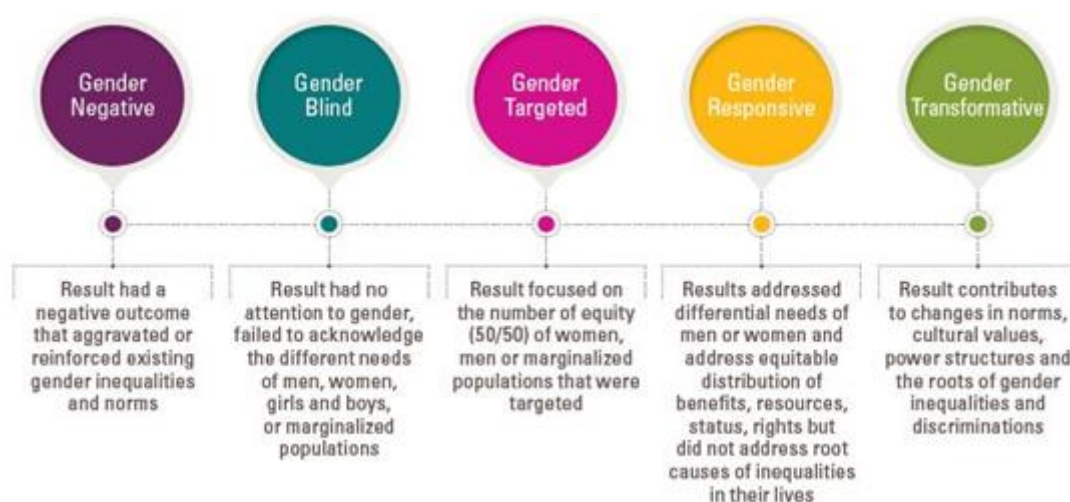 Gender
Negative
Gender
Blind
Gender
Targeted
Gender
Responsive
Gender
Transformative
Result had a
negative outcome
that aggravated or
reinforced existing
gender inequalities
and norms
Result had no
attention to gender,
failed to acknowledge
the different needs
of men, women,
girls and boys,
or marginalized
populations
Result focused on
the number of equity
(50/50) of women,
men or marginalized
populations that were
targeted
Results addressed
differential needs of
men or women and
address equitable
distribution of
benefits, resources,
status, rights but
did not address root
causes of inequalities
in their lives
Result contributes
to changes in norms,
cultural values,
power structures and
the roots of gender
inequalities and
discriminations